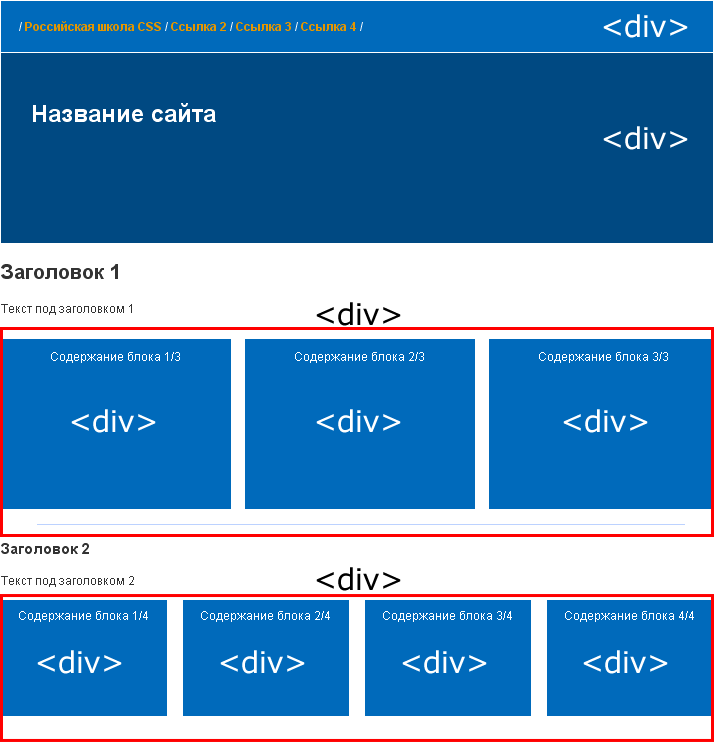 / Российская школа CSS / Ссылка 2 / Ссылка 3 / Ссылка 4 /
<div>
Название сайта
<div>
Заголовок 1
Текст под заголовком 1
<div>
Содержание блока 1/3
Содержание блока 2/3
Содержание блока 3/3
<div>
<div>
<div>
Заголовок 2
Текст под заголовком 2
<div>
Содержание блока 1/4
Содержание блока 2/4
Содержание блока 3/4
Содержание блока 4/4
<div>
<div>
<div>
<div>